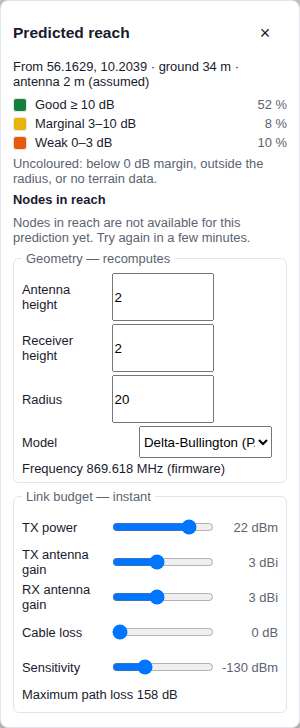 Predicted reach ×
From 56.1629, 10.2039 · ground 34 m ·
antenna 2 m (assumed)
Good ≥ 10 dB 52 %
Marginal 3–10 dB 8 %
Weak 0–3 dB 10 %
Uncoloured: below 0 dB margin, outside the
radius, or no terrain data.
Nodes in reach
Nodes in reach are not available for this
prediction yet. Try again in a few minutes.
Geometry — recomputes
Antenna
height
2
Receiver
height
2
Radius 20
Model Delta-Bullington (P.
Frequency 869.618 MHz (firmware)
Link budget — instant
TX power 22 dBm
TX antenna
gain
3 dBi
RX antenna
gain
3 dBi
Cable loss 0 dB
Sensitivity -130 dBm
Maximum path loss 158 dB